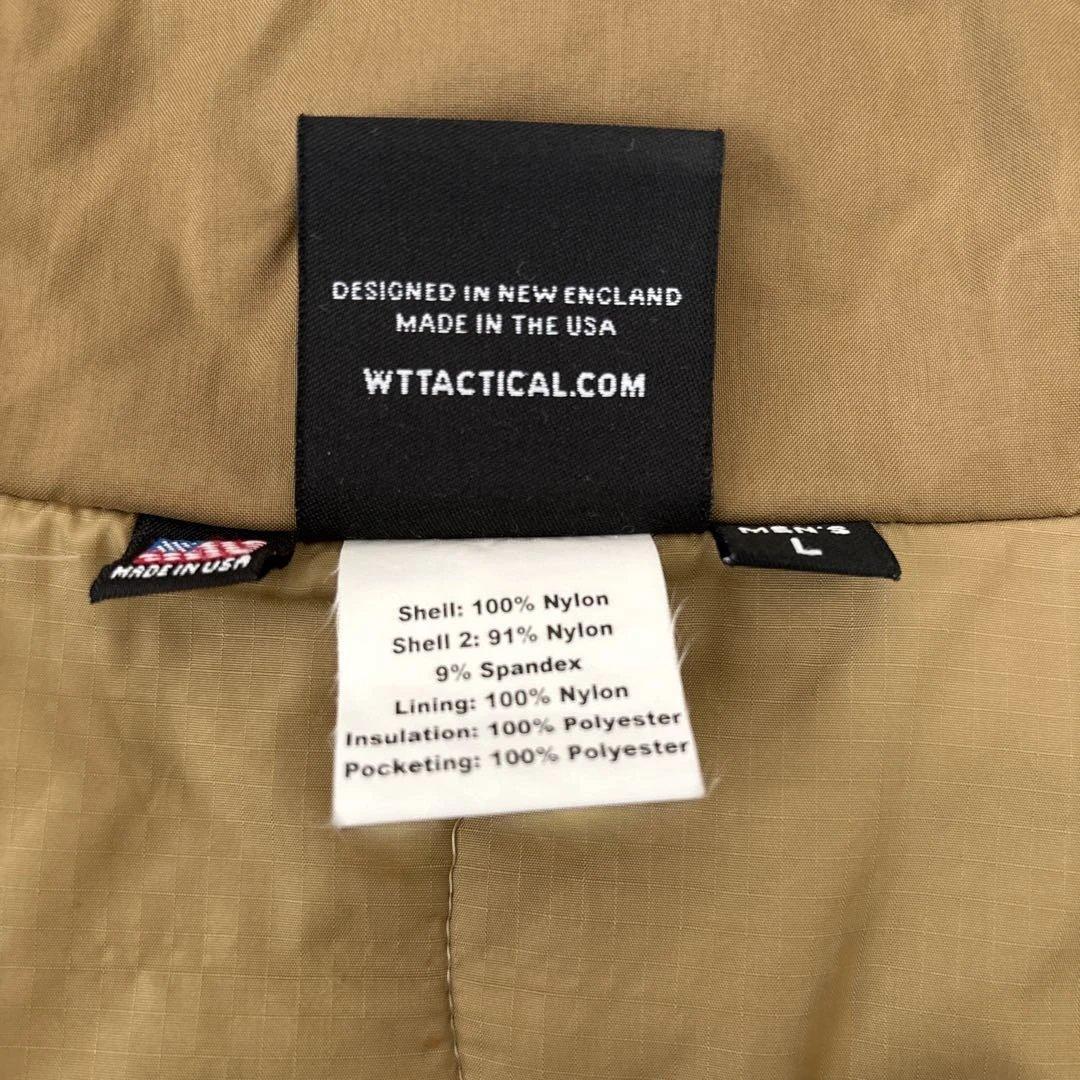 DESIGNED IN NEW ENGLAND
MADE IN THE USA
WTTACTICAL.COM
MADE IN USA
MEN'S
L
Shell: 100% Nylon
Shell 2: 91% Nylon
9% Spandex
Lining: 100% Nylon
Insulation: 100% Polyester
Pocketing: 100% Polyester